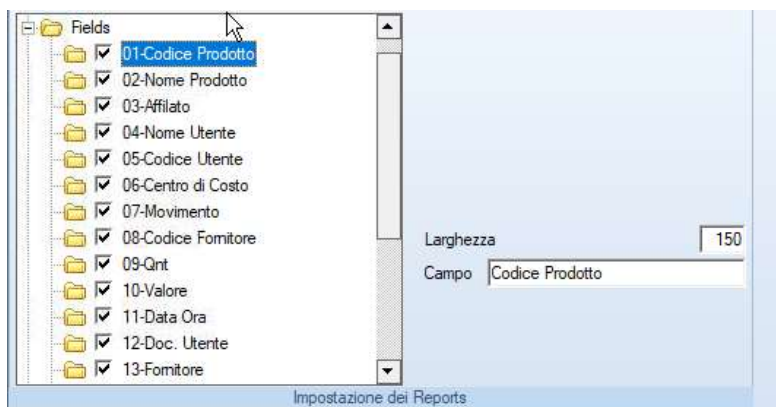 Fields
01-Codice Prodotto
02-Nome Prodotto
03-Affilato
04-Nome Utente
05-Codice Utente
06-Centro di Costo
07-Movimento
08-Codice Fornitore
09-Qnt
10-Valore
11-Data Ora
12-Doc. Utente
13-Fornitore
Larghezza 150
Campo Codice Prodotto
Impostazione dei Reports